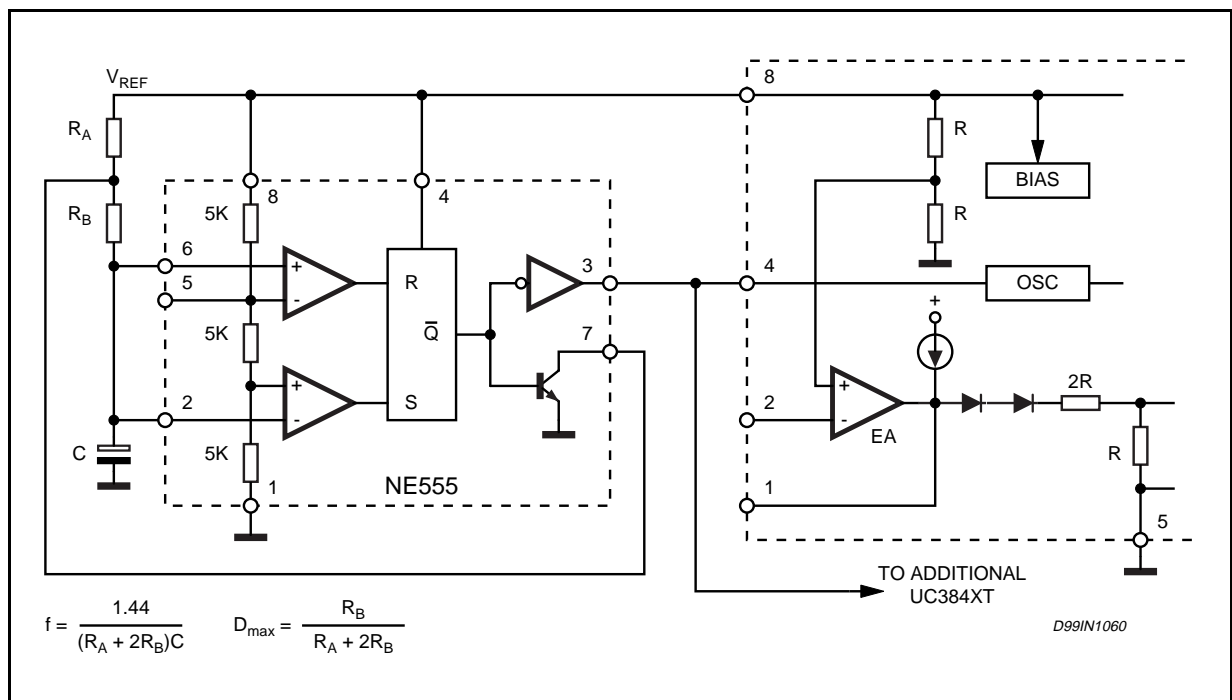 V_REF
8
R_A
R
8
4
BIAS
R_B
5K
R
6
3
4
+
R
OSC
5
-
+
5K
Q̅
7
+
2R
2
+
S
2
+
-
-
EA
C
5K
R
1
NE555
1
5
TO ADDITIONAL
UC384XT
f = 1.44 / (R_A + 2R_B)C
D_max = R_B / R_A + 2R_B
D99IN1060